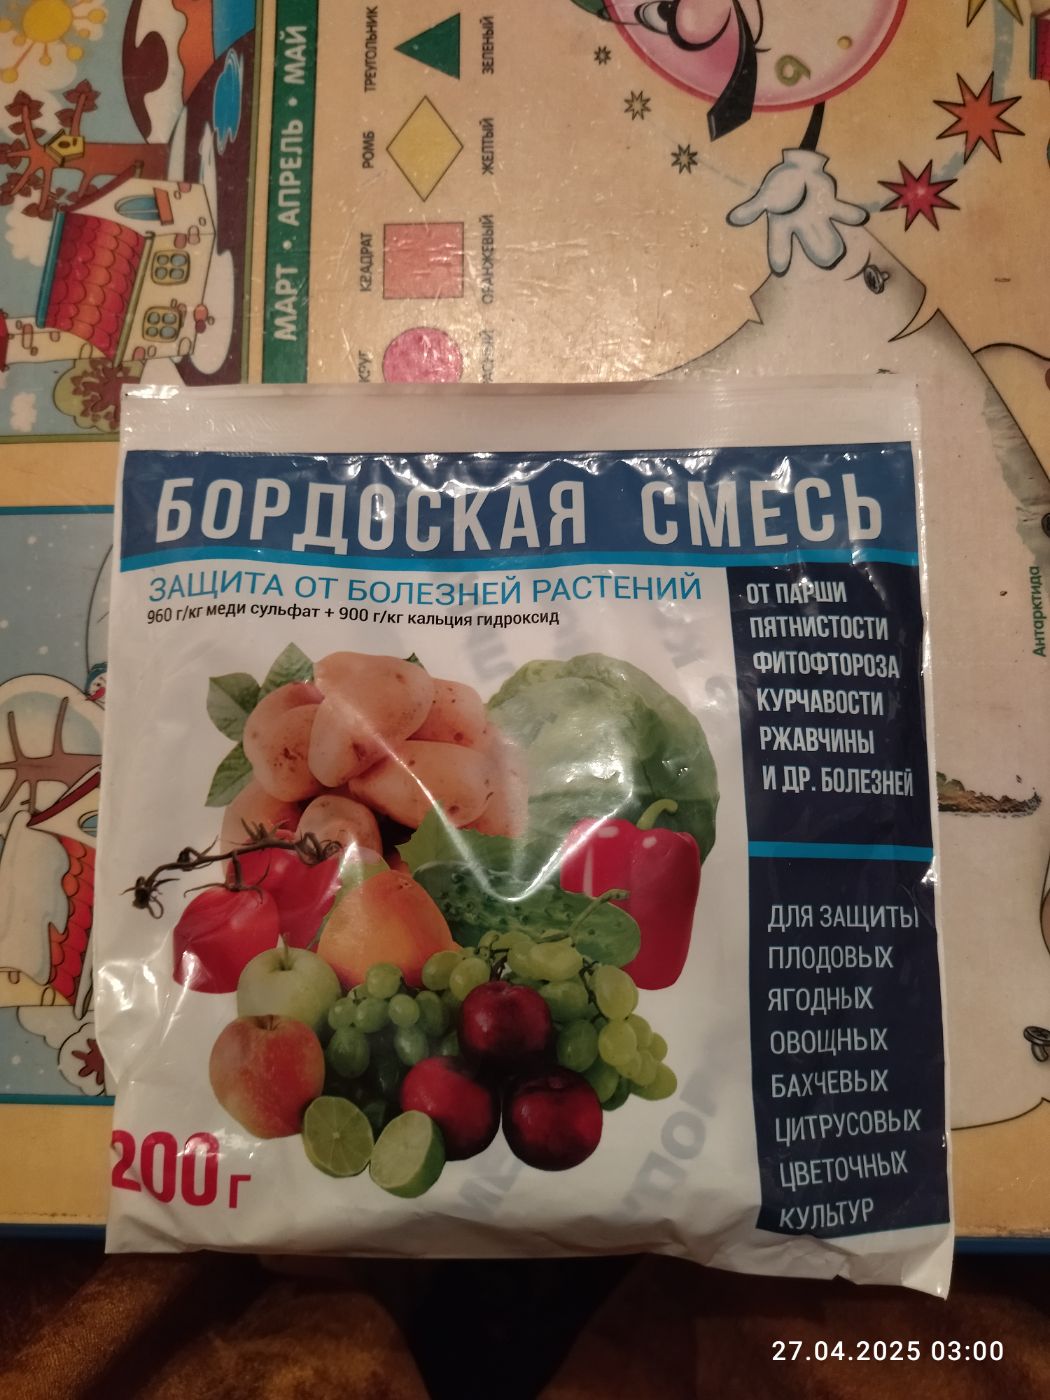 МАРТ • АПРЕЛЬ • МАЙ
ТРЕУГОЛЬНИК
ЗЕЛЕНЫЙ
РОМБ
ЖЕЛТЫЙ
КВАДРАТ
ОРАНЖЕВЫЙ
КРУГ
6
Антарктида
БОРДОСКАЯ СМЕСЬ
ЗАЩИТА ОТ БОЛЕЗНЕЙ РАСТЕНИЙ
960 г/кг меди сульфат + 900 г/кг кальция гидроксид
ОТ ПАРШИ
ПЯТНИСТОСТИ
ФИТОФТОРОЗА
КУРЧАВОСТИ
РЖАВЧИНЫ
И ДР. БОЛЕЗНЕЙ
ДЛЯ ЗАЩИТЫ
ПЛОДОВЫХ
ЯГОДНЫХ
ОВОЩНЫХ
БАХЧЕВЫХ
ЦИТРУСОВЫХ
ЦВЕТОЧНЫХ
КУЛЬТУР
200 г
27.04.2025 03:00